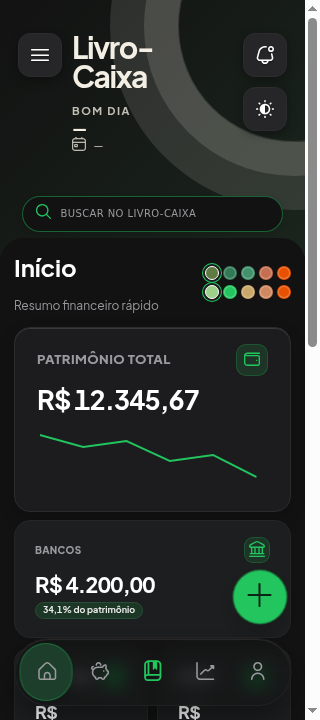 Livro-
Caixa
BOM DIA
—
—
BUSCAR NO LIVRO-CAIXA
Início
Resumo financeiro rápido
PATRIMÔNIO TOTAL
R$ 12.345,67
BANCOS
R$ 4.200,00
34,1% do patrimônio
R$ R$